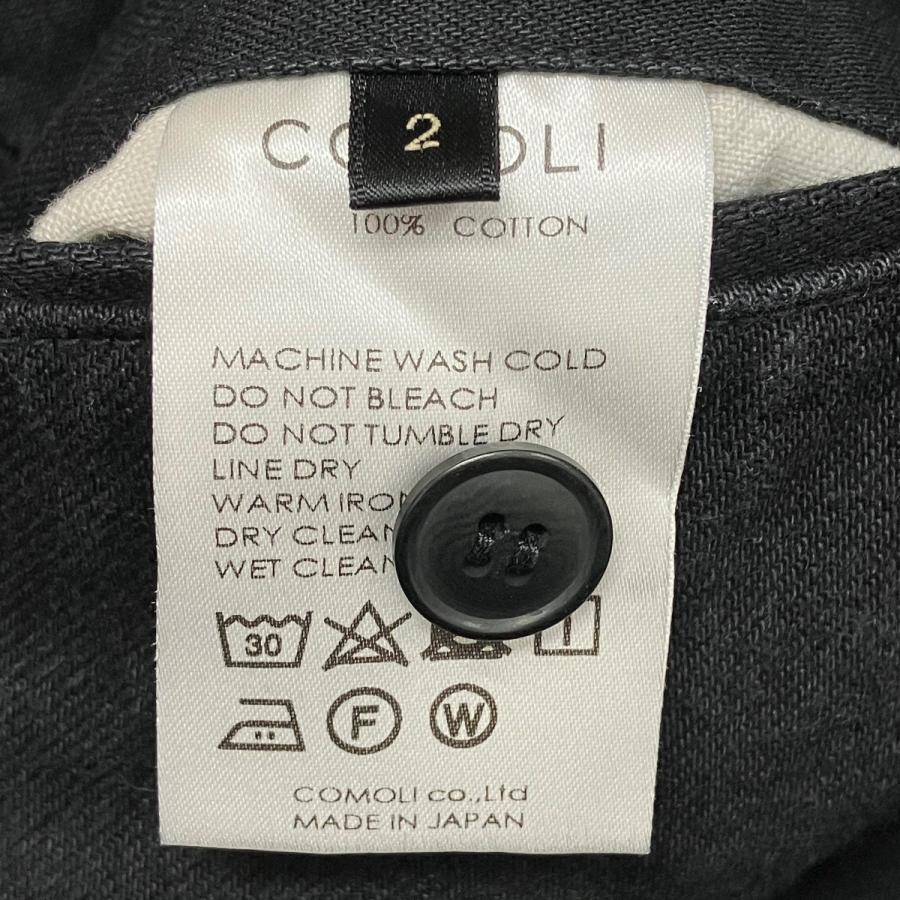 2
COMOLI
100% COTTON
MACHINE WASH COLD
DO NOT BLEACH
DO NOT TUMBLE DRY
LINE DRY
WARM IRON
DRY CLEAN
WET CLEAN
30
F W
COMOLI co.,Ltd
MADE IN JAPAN